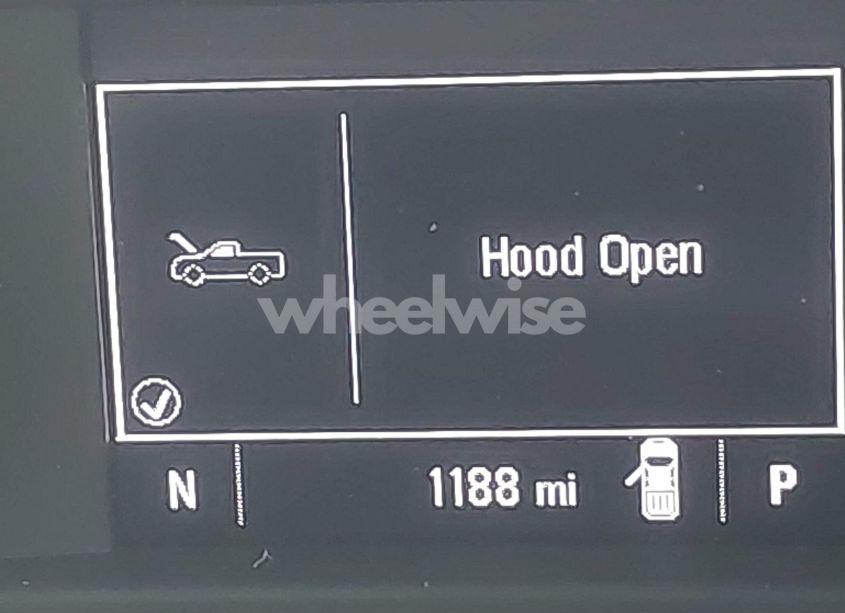 Hood Open
wheelwise
N 1188 mi P